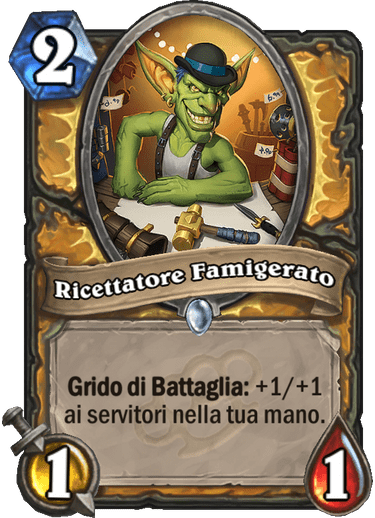 2
Ricettatore Famigerato
Grido di Battaglia: +1/+1
ai servitori nella tua mano.
1
1